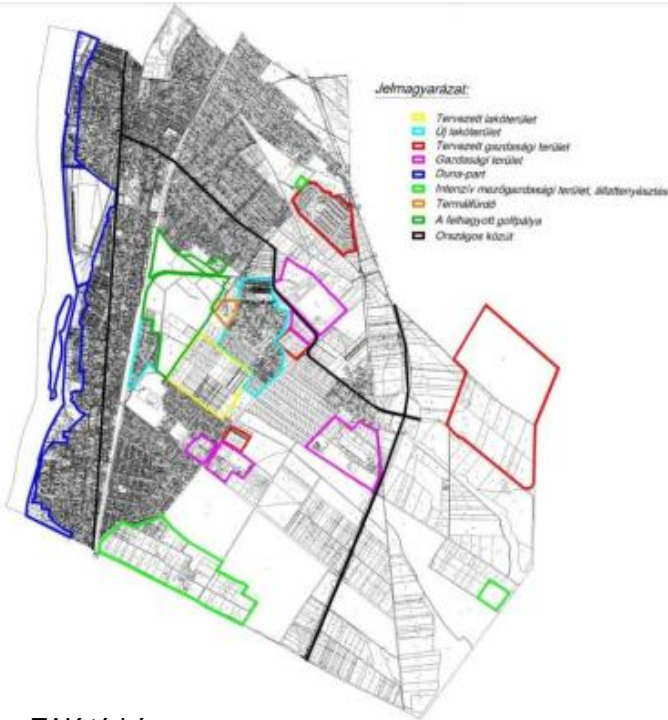 Jelmagyarázat:
Tervezett lakóterület
Új lakóterület
Tervezett gazdasági terület
Gazdasági terület
Duna-part
Intenzív mezőgazdasági terület, állattenyésztés
Termálfürdő
A felhagyott golfpálya
Országos közút